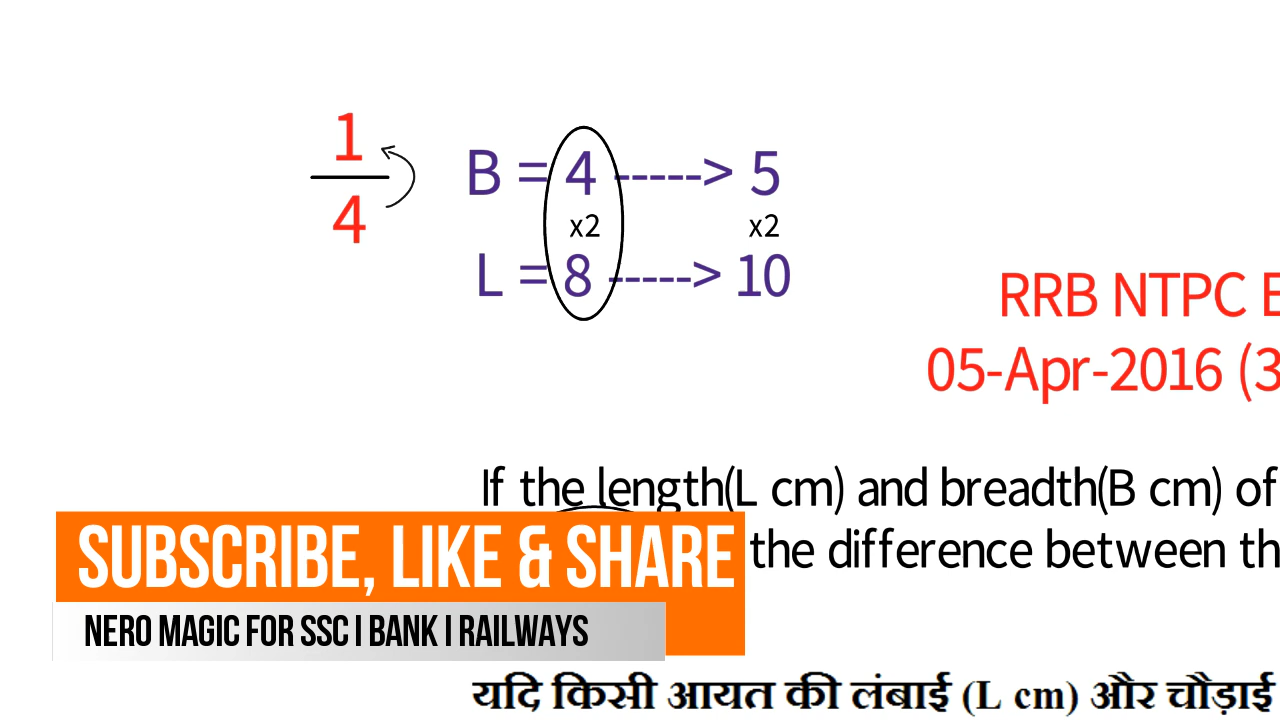 1
4
B = 4 -----> 5
x2 x2
L = 8 -----> 10
RRB NTPC
05-Apr-2016 (3
If the length(L cm) and breadth(B cm) of
the difference between
SUBSCRIBE, LIKE & SHARE
NERO MAGIC FOR SSC I BANK I RAILWAYS
यदि किसी आयत की लंबाई (L cm) और चौड़ाई